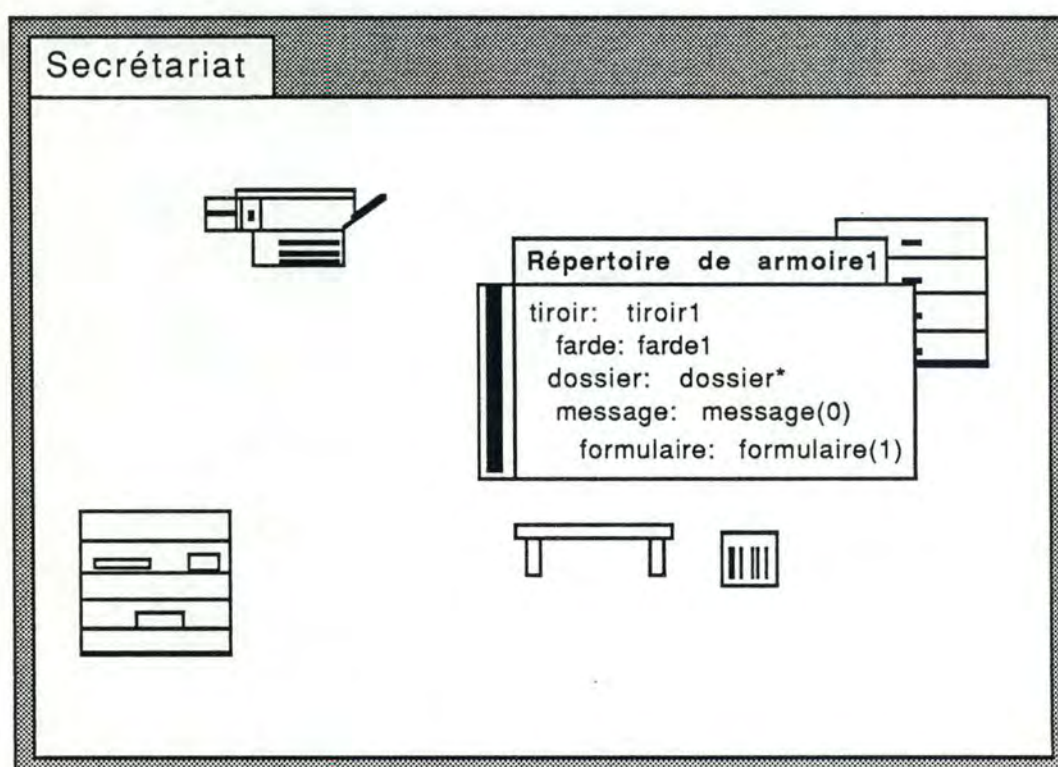 Secrétariat
Répertoire de armoire1
tiroir: tiroir1
farde: farde1
dossier: dossier*
message: message(0)
formulaire: formulaire(1)